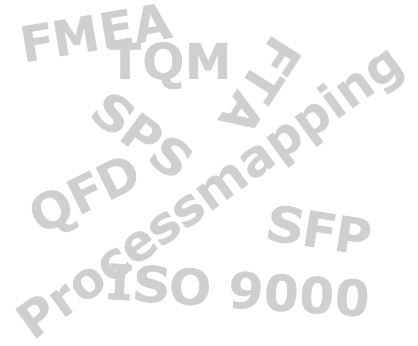 FMEA
TQM
FTA
SPS
QFD
Processmapping
SFP
ISO 9000